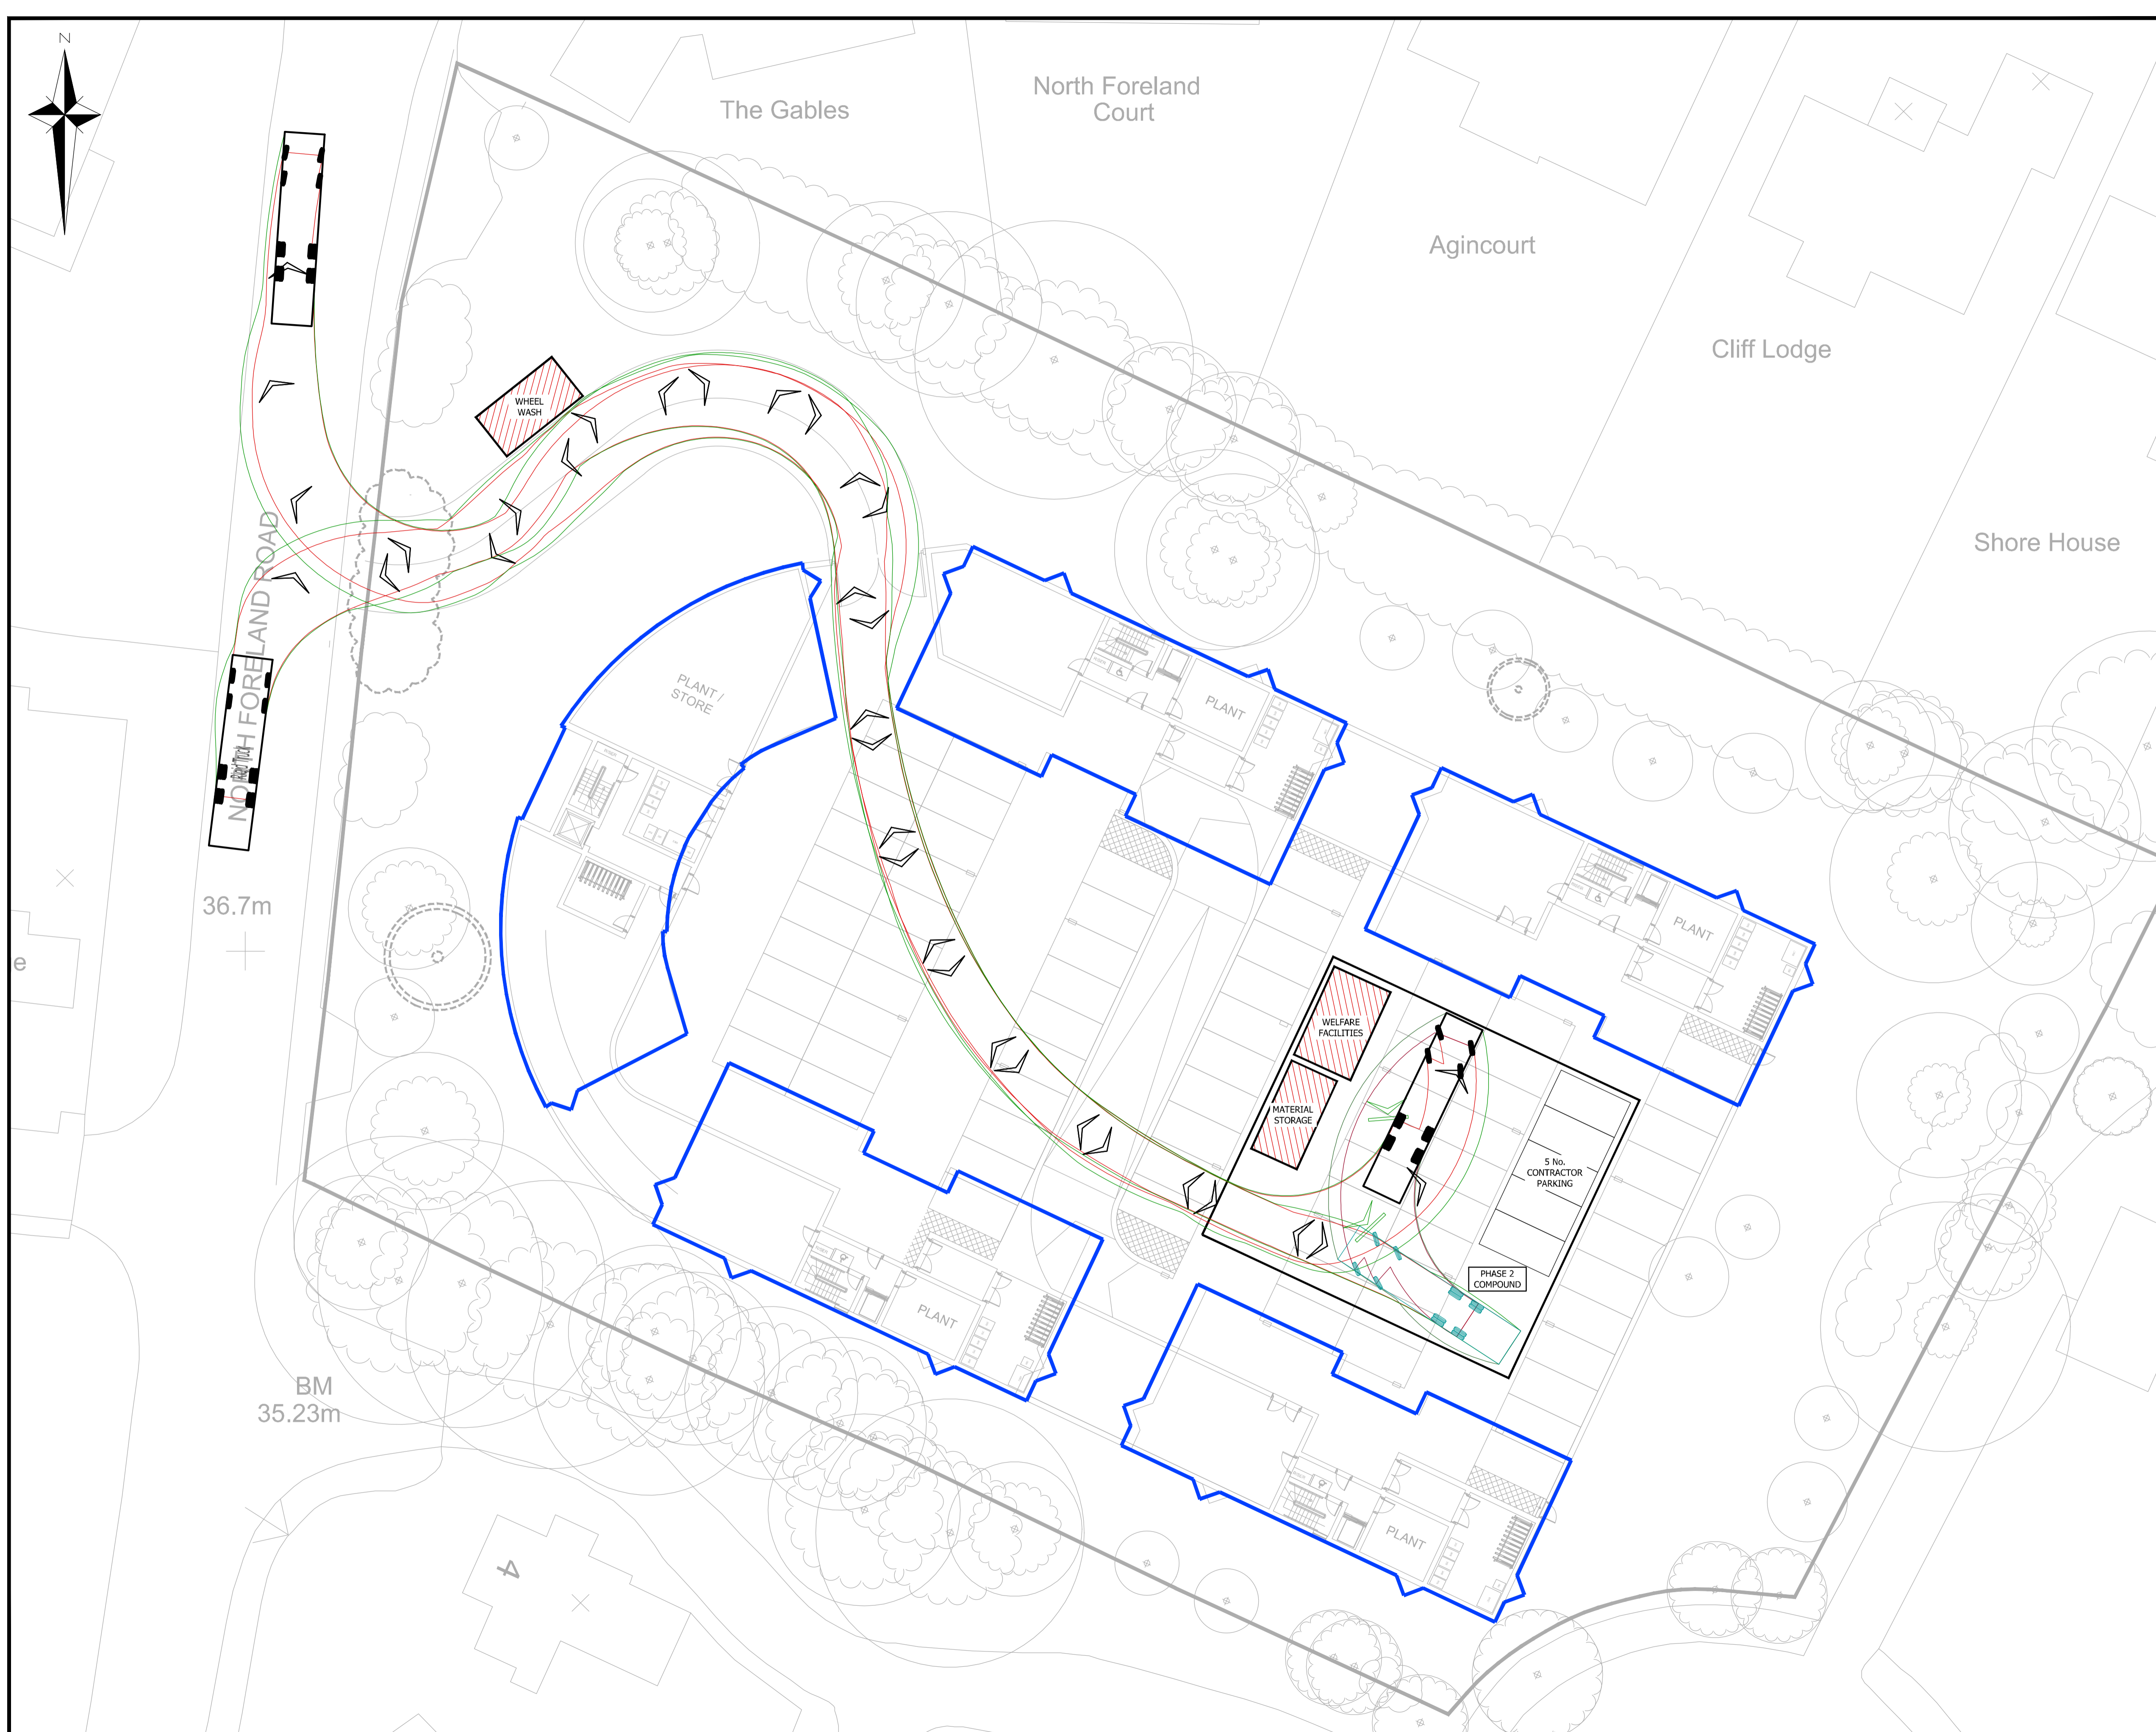 N
The Gables
North Foreland
Court
Agincourt
Cliff Lodge
Shore House
WHEEL
WASH
NORTH FORELAND ROAD
PLANT /
STORE
PLANT
PLANT
36.7m
e
WELFARE
FACILITIES
MATERIAL
STORAGE
5 No.
CONTRACTOR
PARKING
PHASE 2
COMPOUND
PLANT
BM
35.23m
PLANT
4